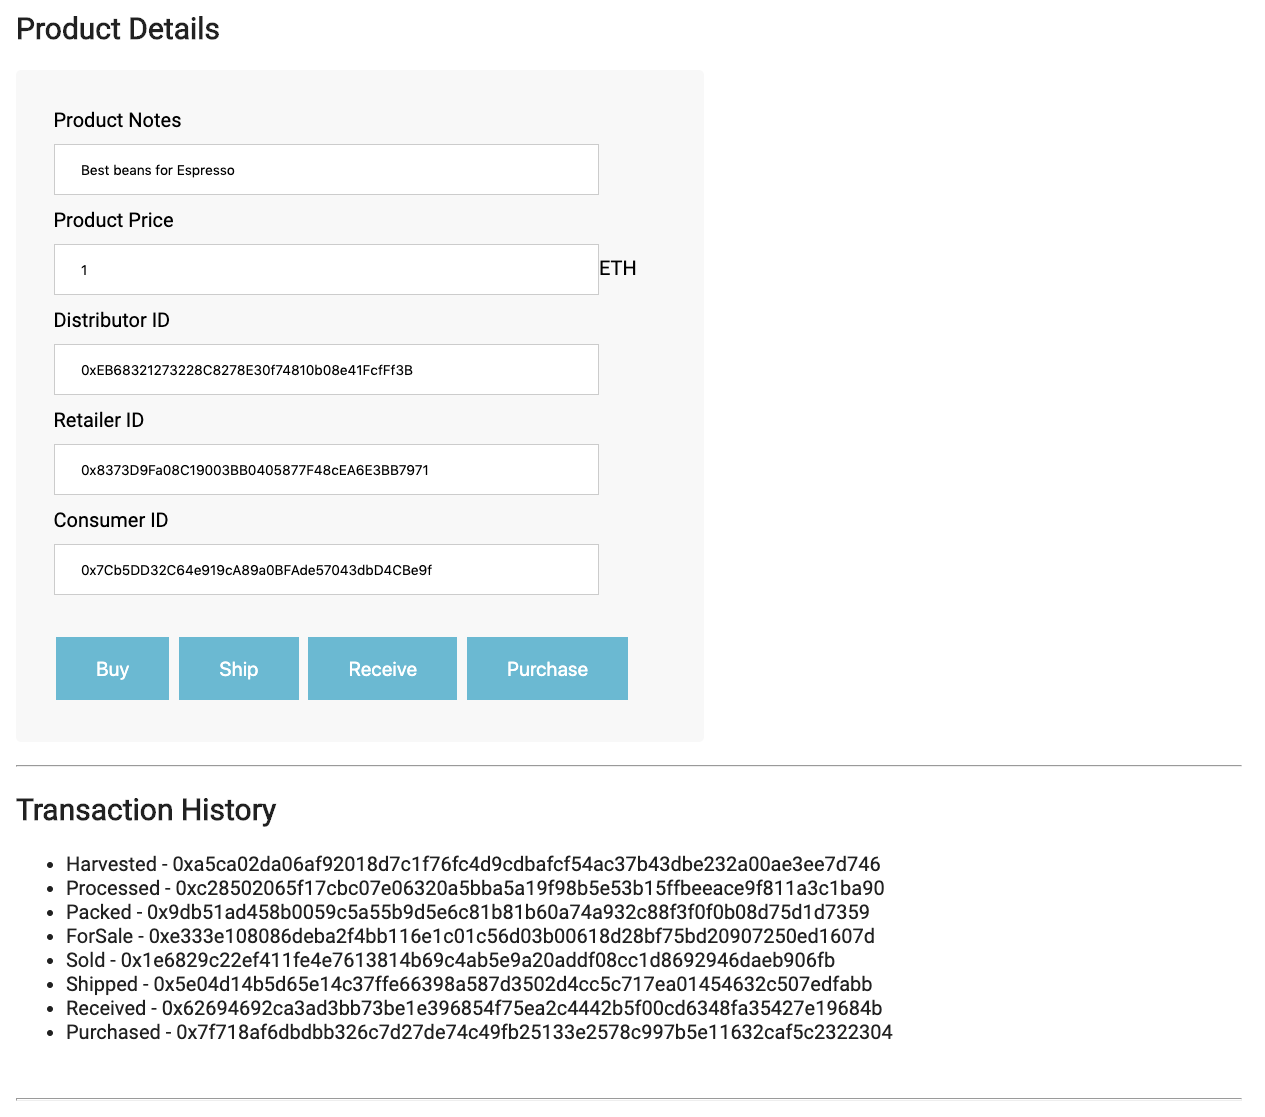 Product Details
Product Notes
Best beans for Espresso
Product Price
1
ETH
Distributor ID
0xEB68321273228C8278E30f74810b08e41FcfFf3B
Retailer ID
0x8373D9Fa08C19003BB0405877F48cEA6E3BB7971
Consumer ID
0x7Cb5DD32C64e919cA89a0BFAde57043dbD4CBe9f
Buy Ship Receive Purchase
Transaction History
Harvested - 0xa5ca02da06af92018d7c1f76fc4d9cdbafcf54ac37b43dbe232a00ae3ee7d746
Processed - 0xc28502065f17cbc07e06320a5bba5a19f98b5e53b15ffbeeace9f811a3c1ba90
Packed - 0x9db51ad458b0059c5a55b9d5e6c81b81b60a74a932c88f3f0f0b08d75d1d7359
ForSale - 0xe333e108086deba2f4bb116e1c01c56d03b00618d28bf75bd20907250ed1607d
Sold - 0x1e6829c22ef411fe4e7613814b69c4ab5e9a20addf08cc1d8692946daeb906fb
Shipped - 0x5e04d14b5d65e14c37ffe66398a587d3502d4cc5c717ea01454632c507edfabb
Received - 0x62694692ca3ad3bb73be1e396854f75ea2c4442b5f00cd6348fa35427e19684b
Purchased - 0x7f718af6dbdbb326c7d27de74c49fb25133e2578c997b5e11632caf5c2322304